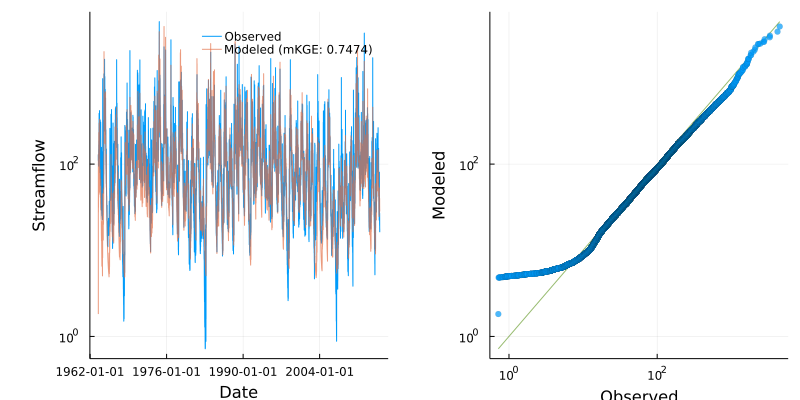 Observed
Modeled (mKGE: 0.7474)
Streamflow
10²
10⁰
1962-01-01 1976-01-01 1990-01-01 2004-01-01
Date
Modeled
10²
10⁰
10⁰ 10²
Observed